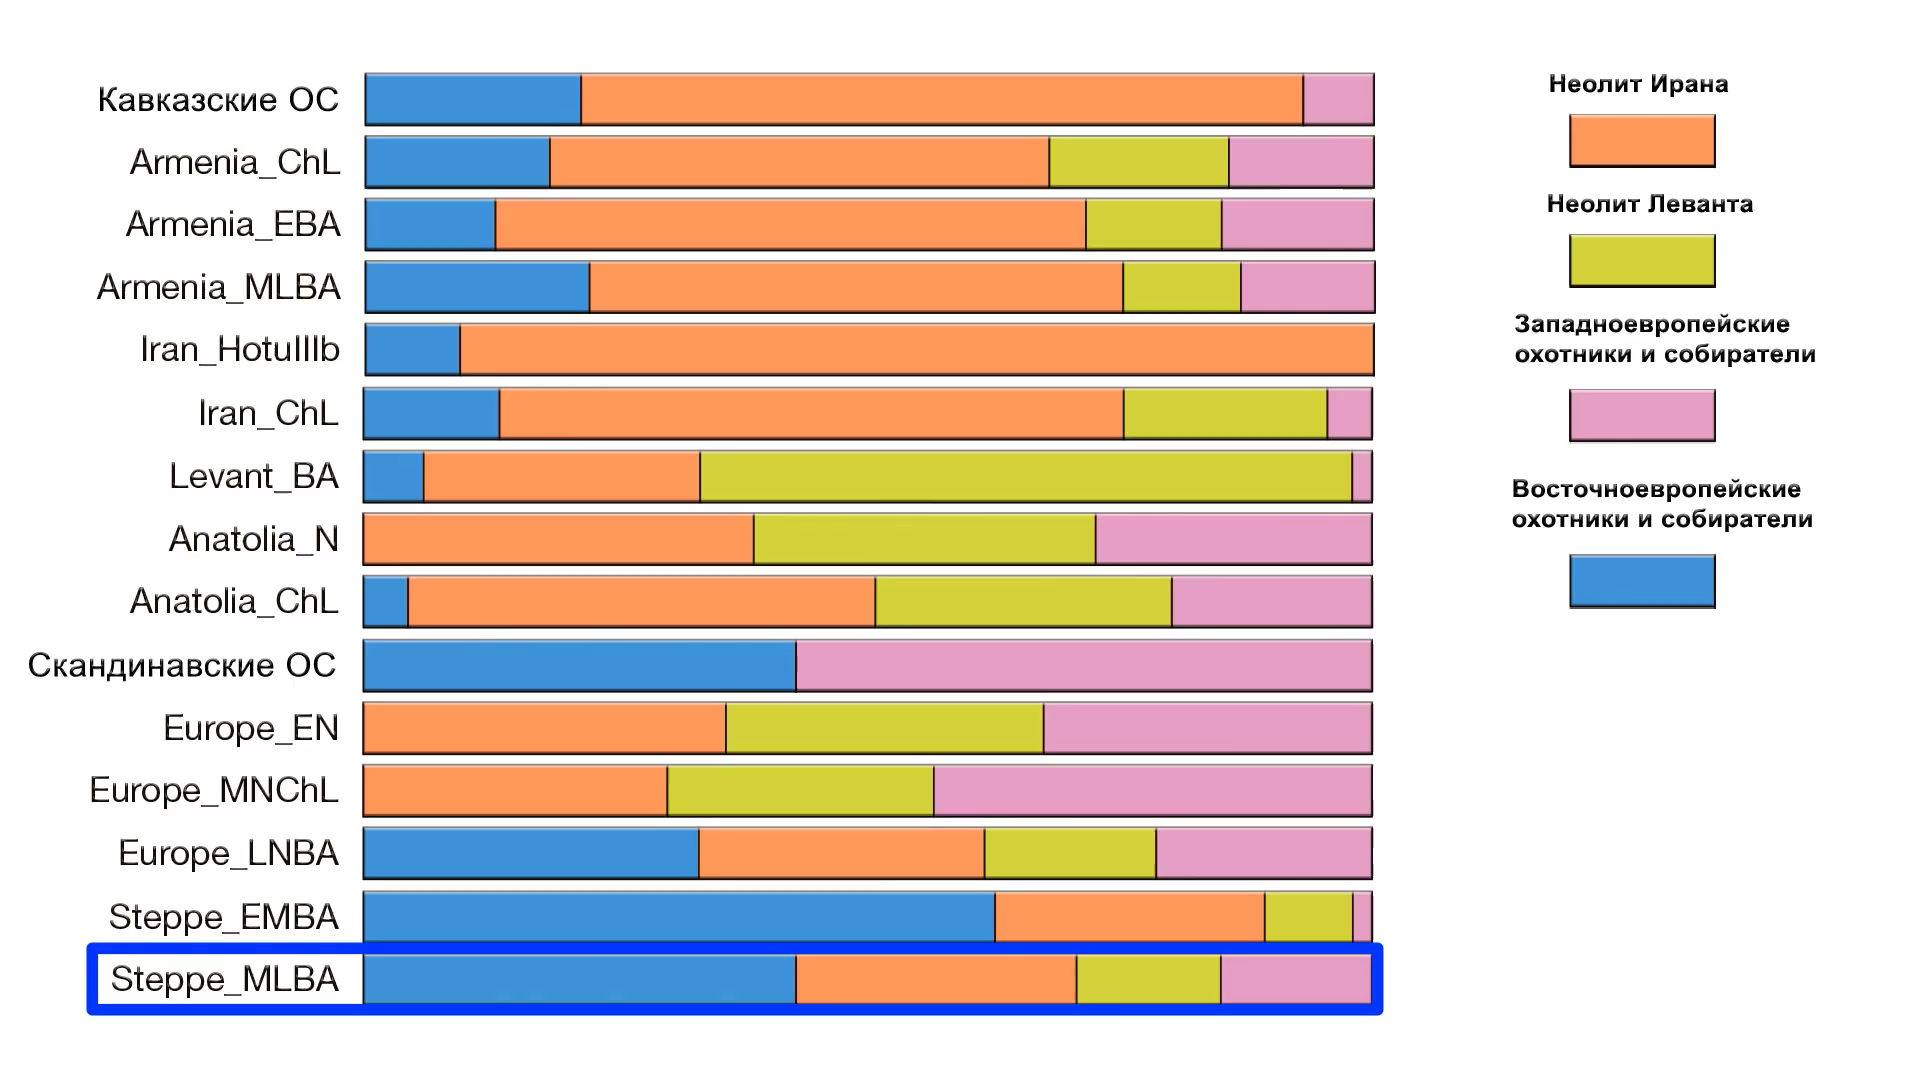 Кавказские ОС
Armenia_ChL
Armenia_EBA
Armenia_MLBA
Iran_HotuIIIb
Iran_ChL
Levant_BA
Anatolia_N
Anatolia_ChL
Скандинавские ОС
Europe_EN
Europe_MNChL
Europe_LNBA
Steppe_EMBA
Steppe_MLBA
Неолит Ирана
Неолит Леванта
Западноевропейские
охотники и собиратели
Восточноевропейские
охотники и собиратели